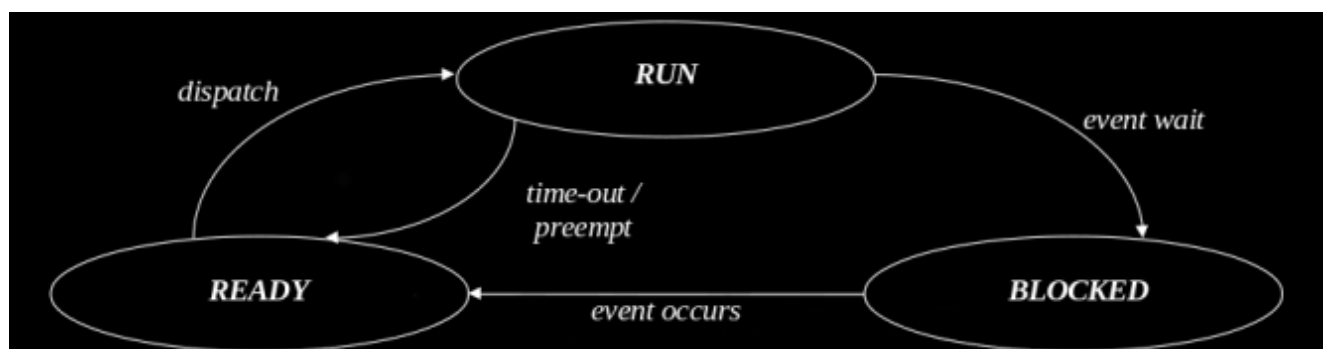 RUN
dispatch
event wait
time-out /
preempt
READY
BLOCKED
event occurs